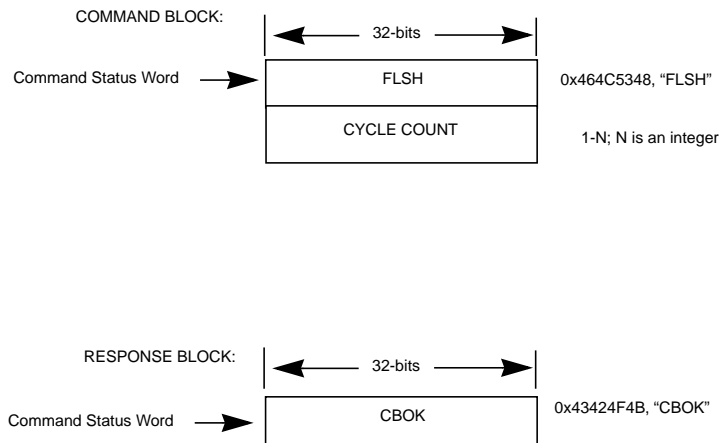 COMMAND BLOCK:
32-bits
Command Status Word
FLSH
0x464C5348, “FLSH”
CYCLE COUNT
1-N; N is an integer
RESPONSE BLOCK:
32-bits
Command Status Word
CBOK
0x43424F4B, “CBOK”